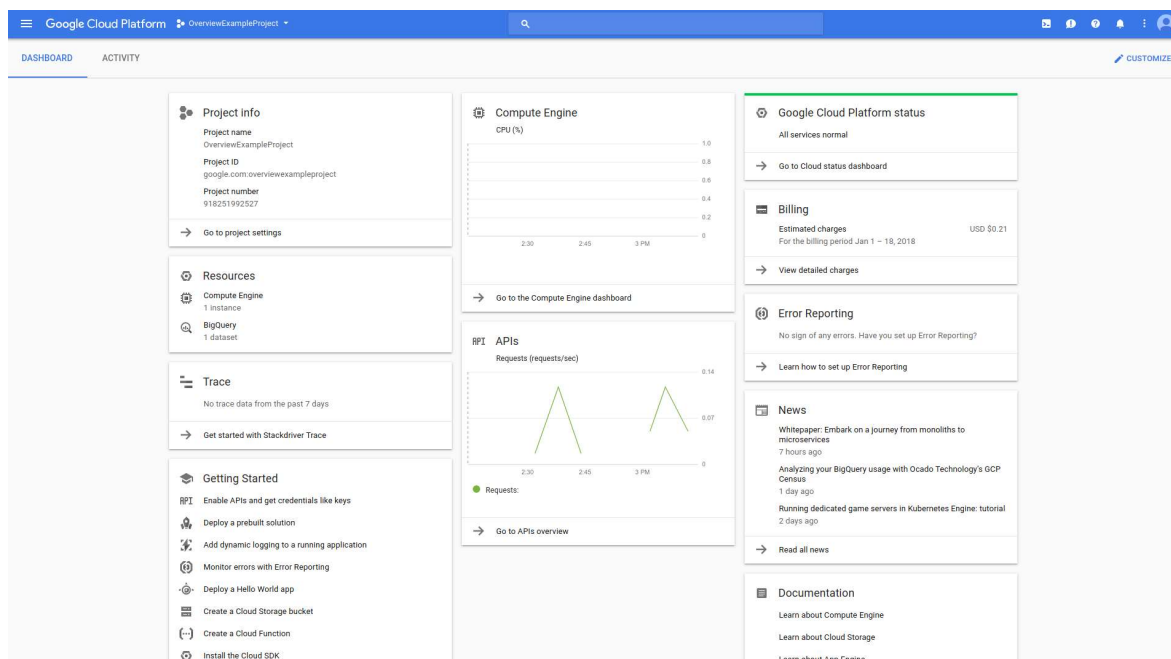 Google Cloud Platform
OverviewExampleProject
DASHBOARD
ACTIVITY
CUSTOMIZE
Project info
Project name
OverviewExampleProject
Project ID
google.com:overviewexampleproject
Project number
918251992527
Go to project settings
Resources
Compute Engine
1 instance
BigQuery
1 dataset
Trace
No trace data from the past 7 days
Get started with Stackdriver Trace
Getting Started
API Enable APIs and get credentials like keys
Deploy a prebuilt solution
Add dynamic logging to a running application
Monitor errors with Error Reporting
Deploy a Hello World app
Create a Cloud Storage bucket
Create a Cloud Function
Install the Cloud SDK
Compute Engine
CPU (%)
1.0
0.8
0.6
0.4
0.2
0
2:30 2:45 3 PM
Go to the Compute Engine dashboard
API APIs
Requests (requests/sec)
0.14
0.07
0
2:30 2:45 3 PM
Requests:
Go to APIs overview
Google Cloud Platform status
All services normal
Go to Cloud status dashboard
Billing
Estimated charges USD $0.21
For the billing period Jan 1 – 18, 2018
View detailed charges
Error Reporting
No sign of any errors. Have you set up Error Reporting?
Learn how to set up Error Reporting
News
Whitepaper: Embark on a journey from monoliths to
microservices
7 hours ago
Analyzing your BigQuery usage with Ocado Technology's GCP
Census
1 day ago
Running dedicated game servers in Kubernetes Engine: tutorial
2 days ago
Read all news
Documentation
Learn about Compute Engine
Learn about Cloud Storage
Learn about App Engine